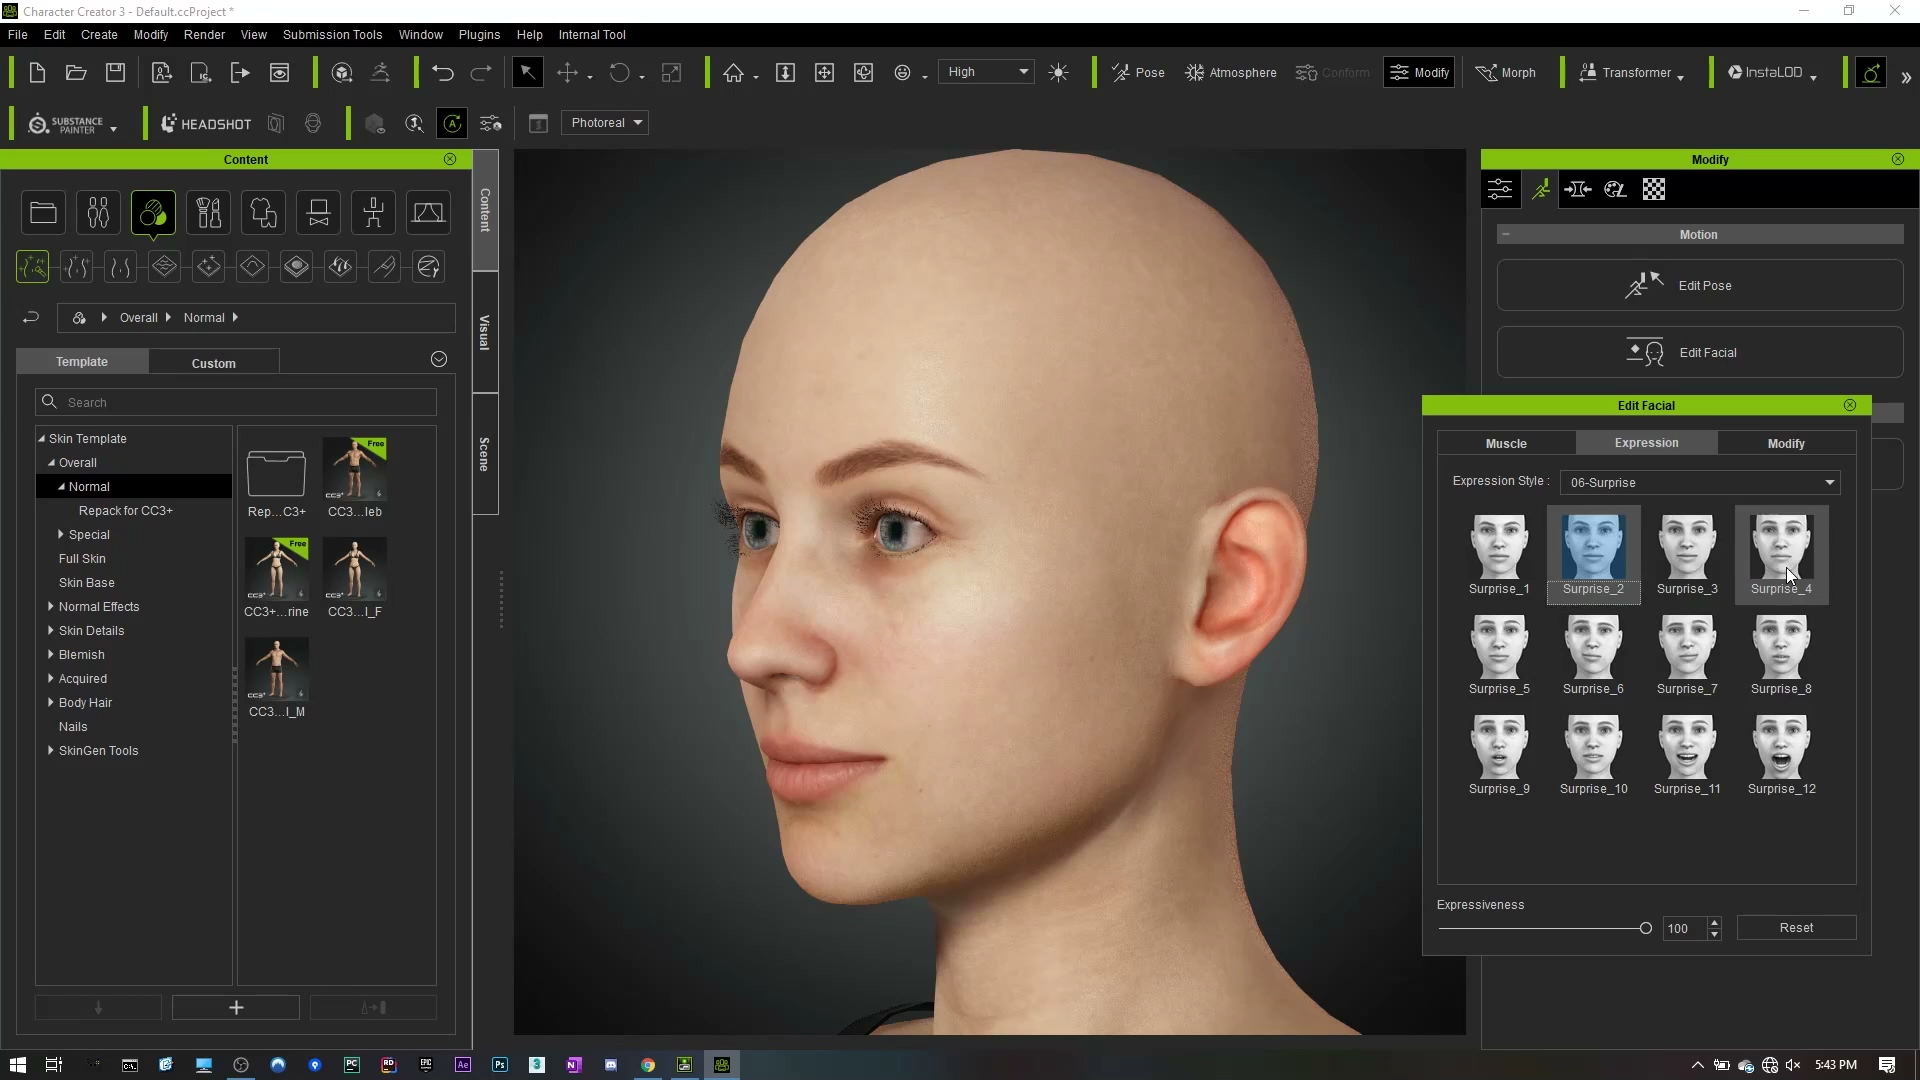 Character Creator 3 - Default.ccProject *
File Edit Create Modify Render View Submission Tools Window Plugins Help Internal Tool
High Pose Atmosphere Conform Modify Morph Transformer InstaLOD
SUBSTANCE PAINTER HEADSHOT Photoreal
Content
Content
Visual
Scene
Overall Normal
Template Custom
Search
Skin Template
Overall
Normal
Repack for CC3+
Special
Full Skin
Skin Base
Normal Effects
Skin Details
Blemish
Acquired
Body Hair
Nails
SkinGen Tools
Free
Rep...C3+ CC3...leb
Free
CC3+...rine CC3...l_F
CC3...l_M
Modify
Motion
Edit Pose
Edit Facial
Edit Facial
Muscle Expression Modify
Expression Style : 06-Surprise
Surprise_1 Surprise_2 Surprise_3 Surprise_4
Surprise_5 Surprise_6 Surprise_7 Surprise_8
Surprise_9 Surprise_10 Surprise_11 Surprise_12
Expressiveness
100 Reset
5:43 PM